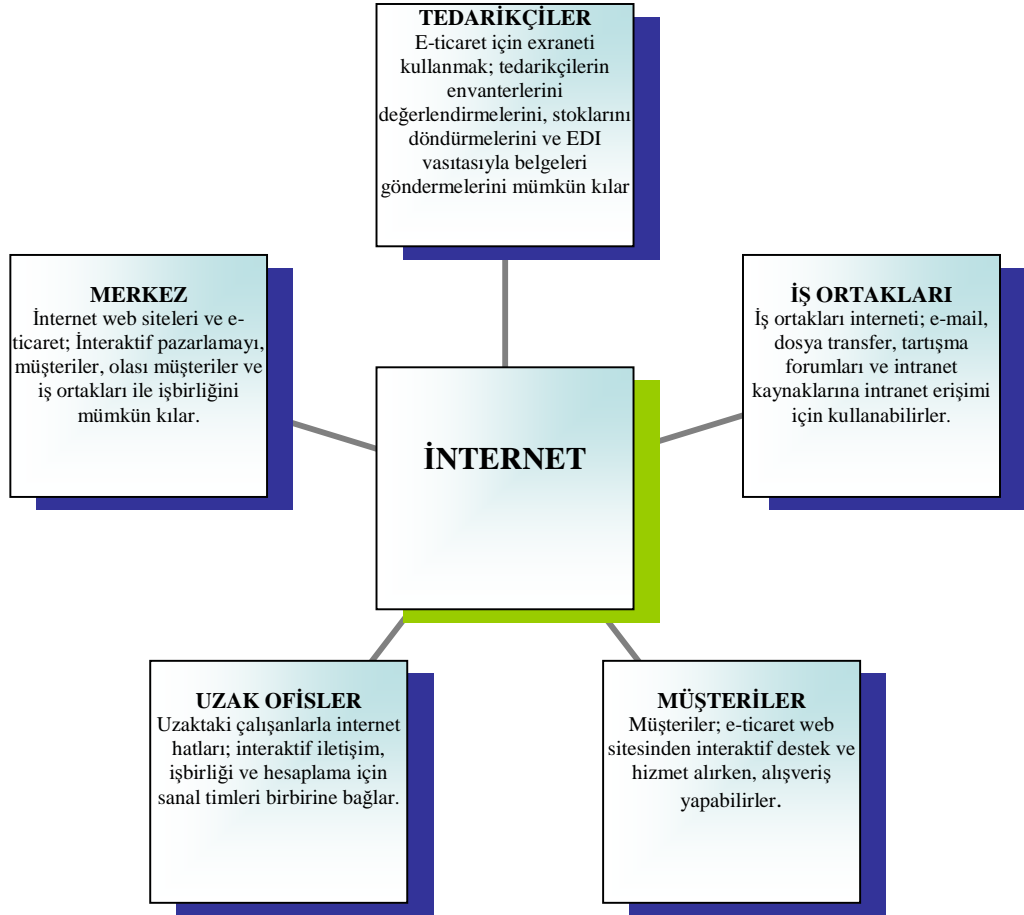 TEDARİKÇİLER
E-ticaret için exraneti
kullanmak; tedarikçilerin
envanterlerini
değerlendirmelerini, stoklarını
döndürmelerini ve EDI
vasıtasıyla belgeleri
göndermelerini mümkün kılar
MERKEZ
İnternet web siteleri ve e-
ticaret; İnteraktif pazarlamayı,
müşteriler, olası müşteriler ve
iş ortakları ile işbirliğini
mümkün kılar.
İŞ ORTAKLARI
İş ortakları interneti; e-mail,
dosya transfer, tartışma
forumları ve intranet
kaynaklarına intranet erişimi
için kullanabilirler.
İNTERNET
UZAK OFİSLER
Uzaktaki çalışanlarla internet
hatları; interaktif iletişim,
işbirliği ve hesaplama için
sanal timleri birbirine bağlar.
MÜŞTERİLER
Müşteriler; e-ticaret web
sitesinden interaktif destek ve
hizmet alırken, alışveriş
yapabilirler.